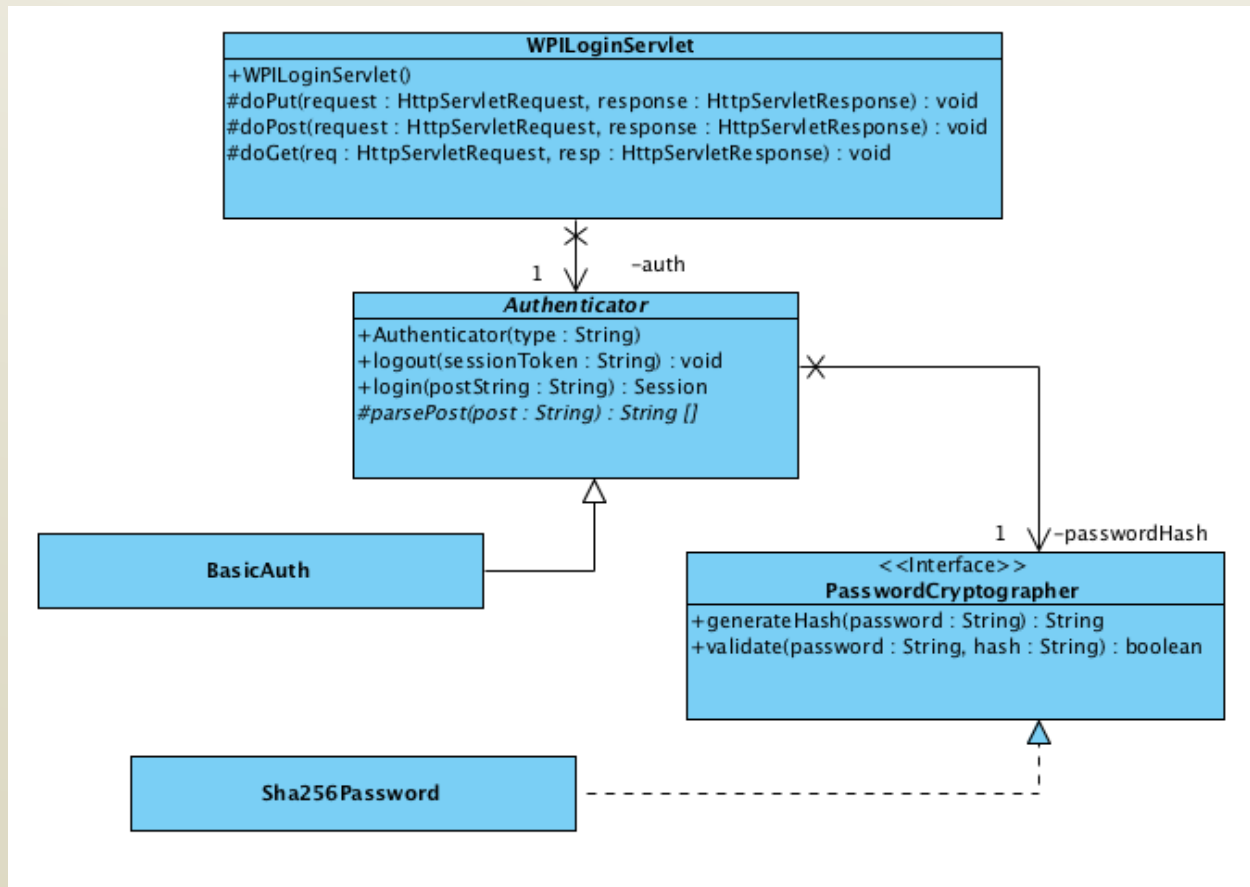 WPILoginServlet
+WPILoginServlet()
#doPut(request : HttpServletRequest, response : HttpServletResponse) : void
#doPost(request : HttpServletRequest, response : HttpServletResponse) : void
#doGet(req : HttpServletRequest, resp : HttpServletResponse) : void
1
-auth
Authenticator
+Authenticator(type : String)
+logout(sessionToken : String) : void
+login(postString : String) : Session
#parsePost(post : String) : String []
1
-passwordHash
BasicAuth
<<Interface>>
PasswordCryptographer
+generateHash(password : String) : String
+validate(password : String, hash : String) : boolean
Sha256Password